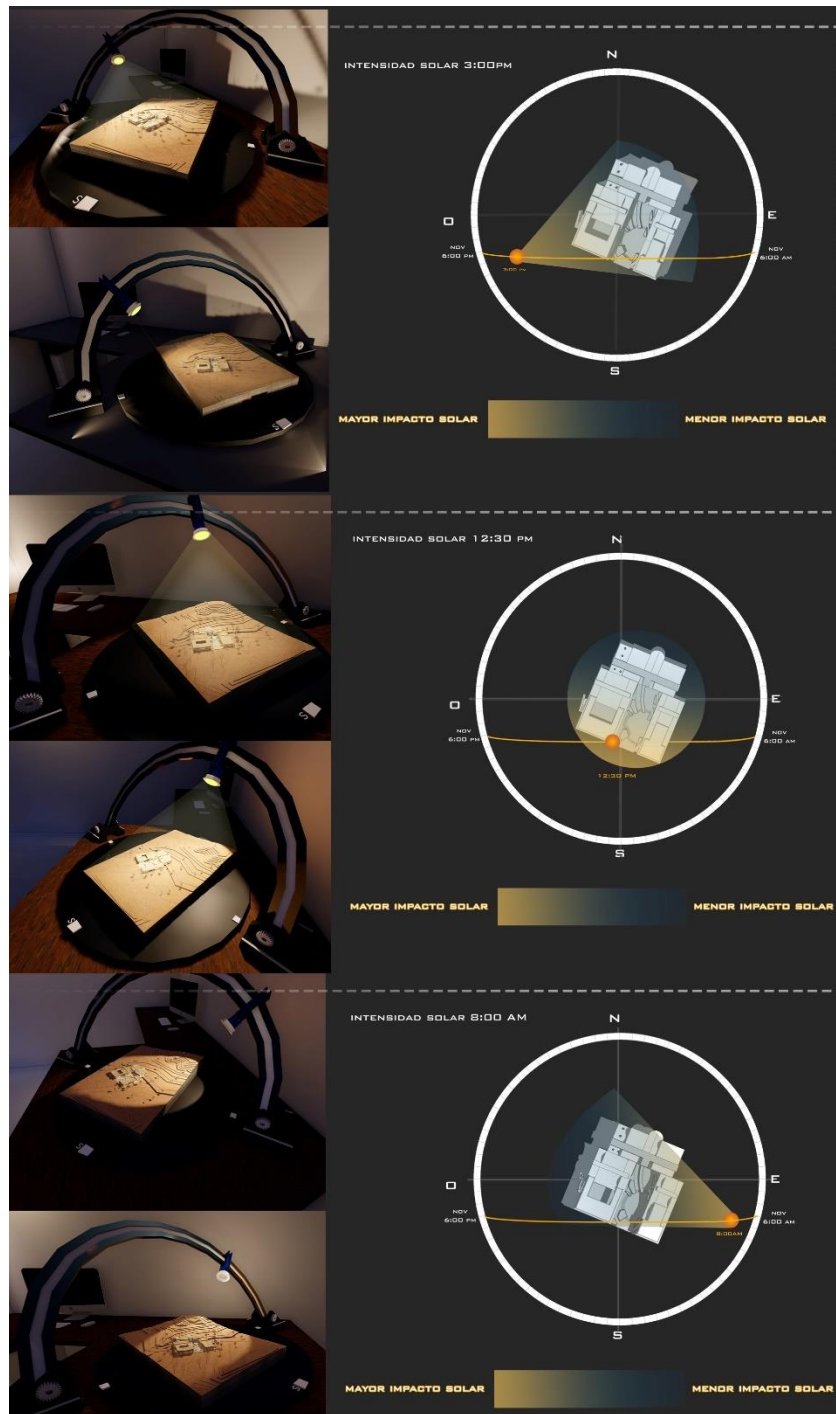 INTENSIDAD SOLAR 3:00PM
N
O
E
NOV
6:00 PM
NOV
6:00 AM
3:00 PM
S
MAYOR IMPACTO SOLAR
MENOR IMPACTO SOLAR
S
S
INTENSIDAD SOLAR 12:30 PM
N
O
E
NOV
6:00 PM
NOV
6:00 AM
12:30 PM
S
MAYOR IMPACTO SOLAR
MENOR IMPACTO SOLAR
S
S
INTENSIDAD SOLAR 8:00 AM
N
O
E
NOV
6:00 PM
NOV
6:00 AM
8:00AM
S
MAYOR IMPACTO SOLAR
MENOR IMPACTO SOLAR
S
S